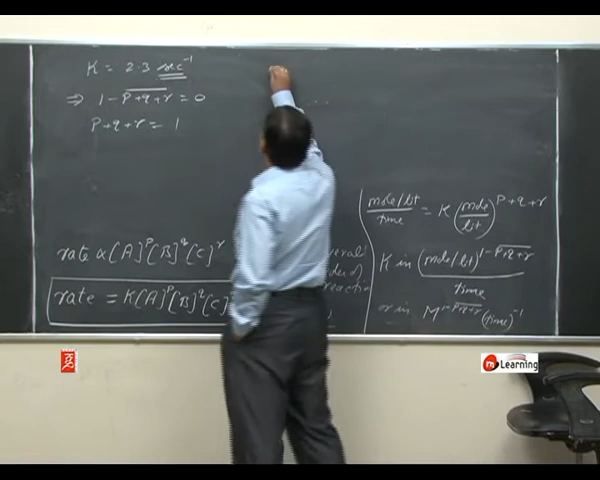 K = 2.3 sec⁻¹
⇒ 1 - p+q+r = 0
p+q+r = 1
rate α [A]^p [B]^q [C]^r
rate = K[A]^p [B]^q [C]
reaction
mole/lit / time = K (mole/lit)^p+q+r
K in (mole/lit)^1-p+q+r / time
or in M^1-p+q+r (time)⁻¹
Learning